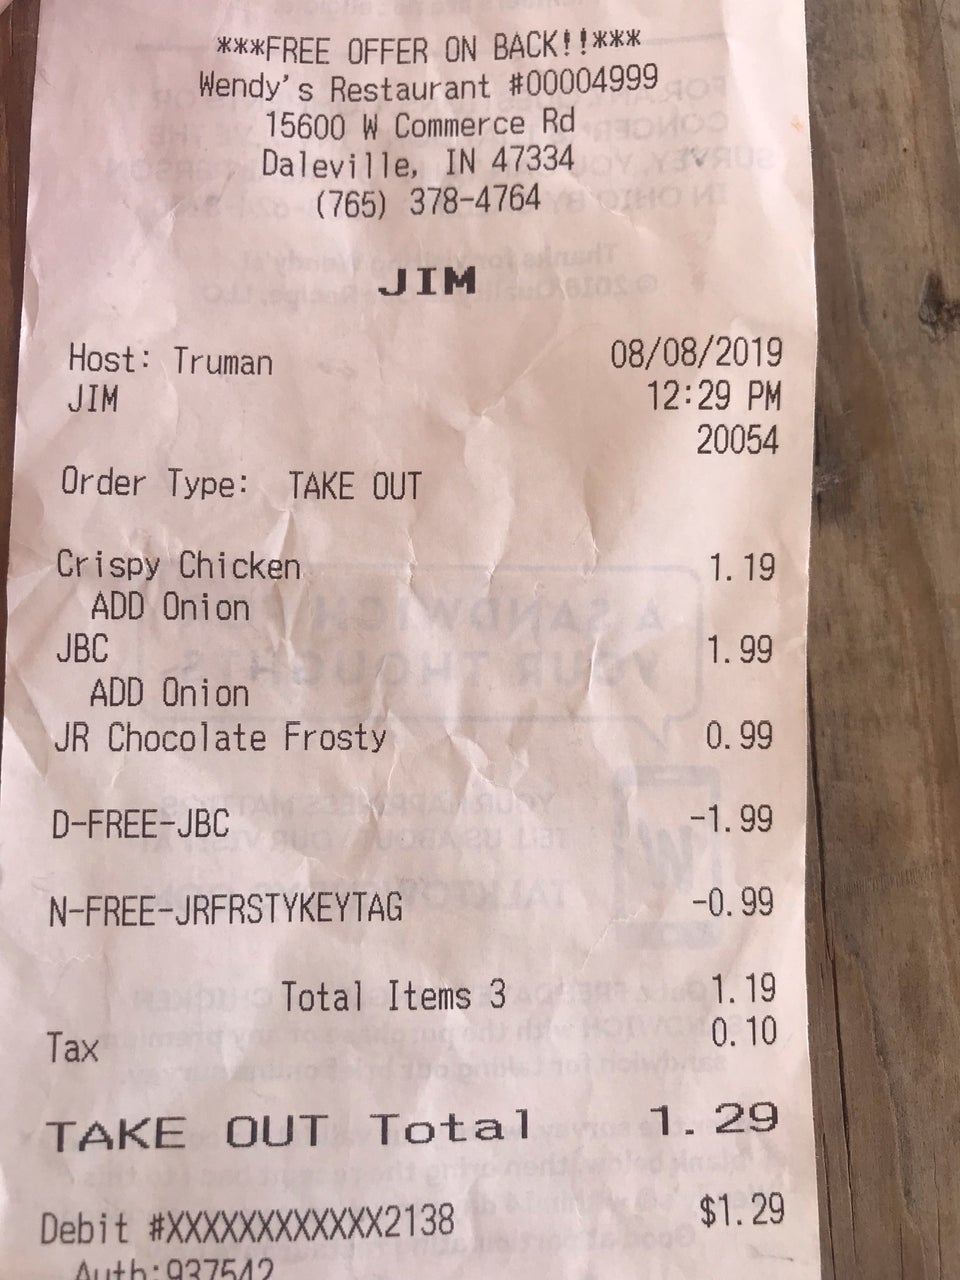 ***FREE OFFER ON BACK!!***
Wendy's Restaurant #00004999
15600 W Commerce Rd
Daleville, IN 47334
(765) 378-4764
JIM
Host: Truman 08/08/2019
JIM 12:29 PM
20054
Order Type: TAKE OUT
Crispy Chicken 1.19
ADD Onion
JBC 1.99
ADD Onion
JR Chocolate Frosty 0.99
D-FREE-JBC -1.99
N-FREE-JRFRSTYKEYTAG -0.99
Total Items 3 1.19
Tax 0.10
TAKE OUT Total 1.29
Debit #XXXXXXXXXXXX2138 $1.29
Auth:937542